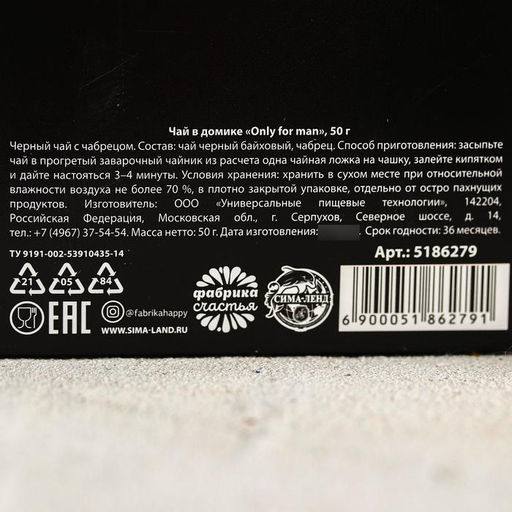 Чай в домике «Only for man», 50 г
Черный чай с чабрецом. Состав: чай черный байховый, чабрец. Способ приготовления: засыпьте
чай в прогретый заварочный чайник из расчета одна чайная ложка на чашку, залейте кипятком
и дайте настояться 3–4 минуты. Условия хранения: хранить в сухом месте при относительной
влажности воздуха не более 70 %, в плотно закрытой упаковке, отдельно от остро пахнущих
продуктов. Изготовитель: ООО «Универсальные пищевые технологии», 142204,
Российская Федерация, Московская обл., г. Серпухов, Северное шоссе, д. 14,
тел.: +7 (4967) 37-54-54. Масса нетто: 50 г. Дата изготовления: Срок годности: 36 месяцев.
ТУ 9191-002-53910435-14
Арт.: 5186279
21 05 84
EAC
@fabrikahappy
WWW.SIMA-LAND.RU
фабрика
счастья
СИМА-ЛЕНД
6 900051 862791